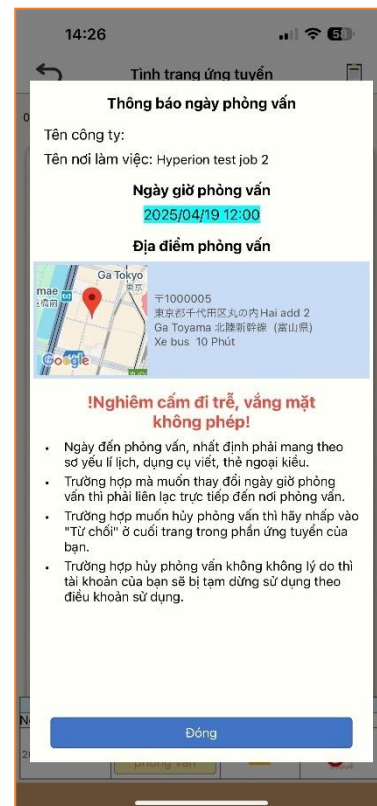 14:26
58
Tình trạng ứng tuyển
0
Thông báo ngày phỏng vấn
Tên công ty:
Tên nơi làm việc: Hyperion test job 2
Ngày giờ phỏng vấn
2025/04/19 12:00
Địa điểm phỏng vấn
Ga Tokyo
東京
mae
橋前
Google
〒1000005
東京都千代田区丸の内Hai add 2
Ga Toyama 北陸新幹線 (富山県)
Xe bus 10 Phút
!Nghiêm cấm đi trễ, vắng mặt
không phép!
• Ngày đến phỏng vấn, nhất định phải mang theo
sơ yếu lí lịch, dụng cụ viết, thẻ ngoại kiều.
• Trường hợp mà muốn thay đổi ngày giờ phỏng
vấn thì phải liên lạc trực tiếp đến nơi phỏng vấn.
• Trường hợp muốn hủy phỏng vấn thì hãy nhấp vào
"Từ chối" ở cuối trang trong phần ứng tuyển của
bạn.
• Trường hợp hủy phỏng vấn không không lý do thì
tài khoản của bạn sẽ bị tạm dừng sử dụng theo
điều khoản sử dụng.
Đóng
phỏng vấn